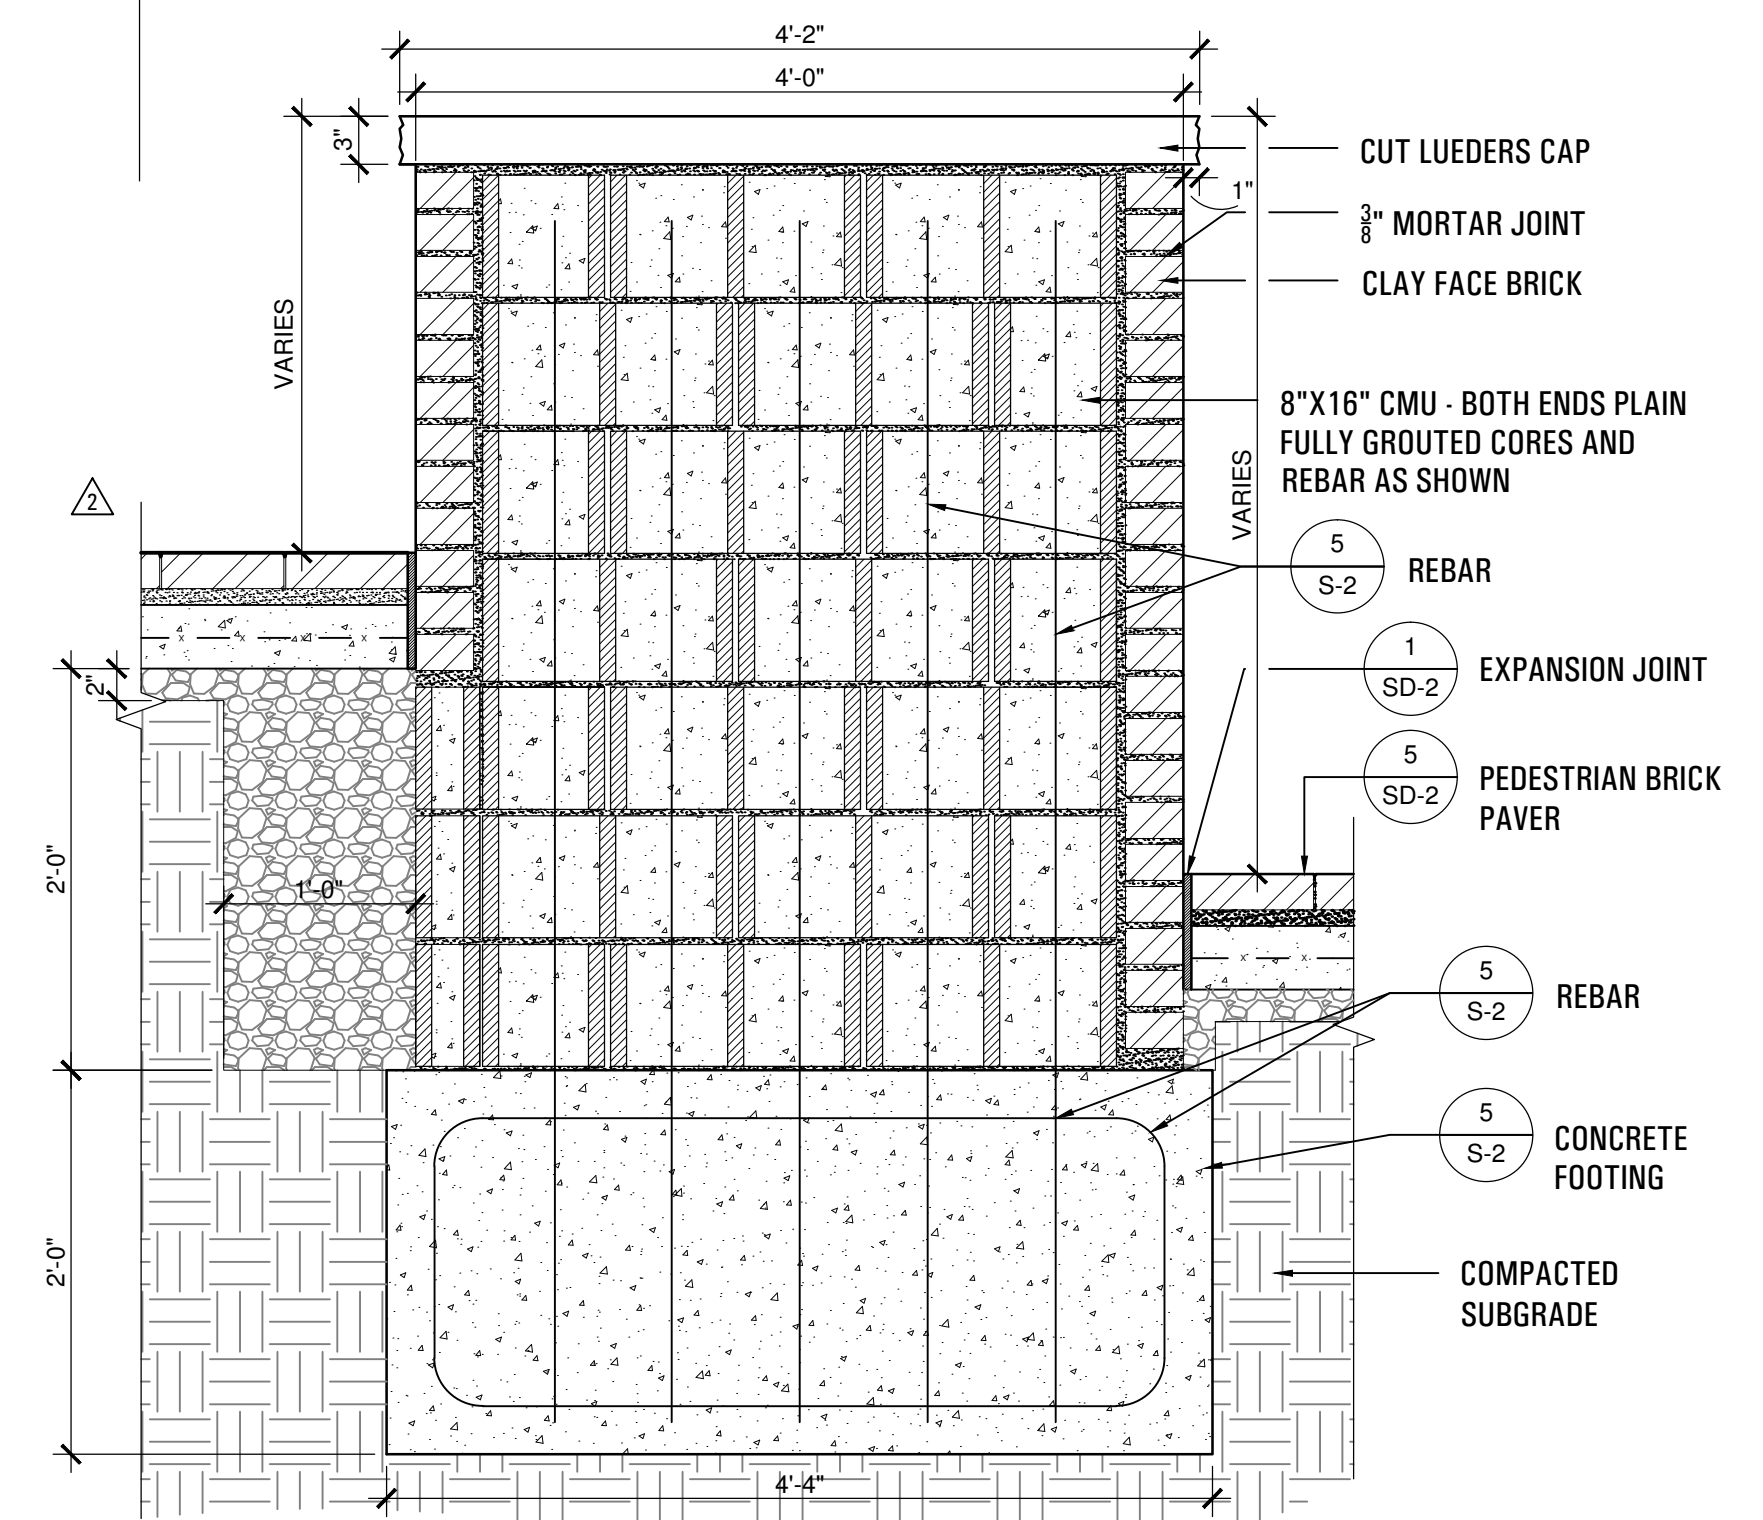 4'-2"
4'-0"
3"
CUT LUEDERS CAP
1"
3/8" MORTAR JOINT
CLAY FACE BRICK
VARIES
8"X16" CMU - BOTH ENDS PLAIN
FULLY GROUTED CORES AND
REBAR AS SHOWN
VARIES
2
5
S-2
REBAR
1
SD-2
EXPANSION JOINT
x x x x
2"
5
SD-2
PEDESTRIAN BRICK
PAVER
2'-0"
1'-0"
x x
5
S-2
REBAR
5
S-2
CONCRETE
FOOTING
2'-0"
COMPACTED
SUBGRADE
4'-4"